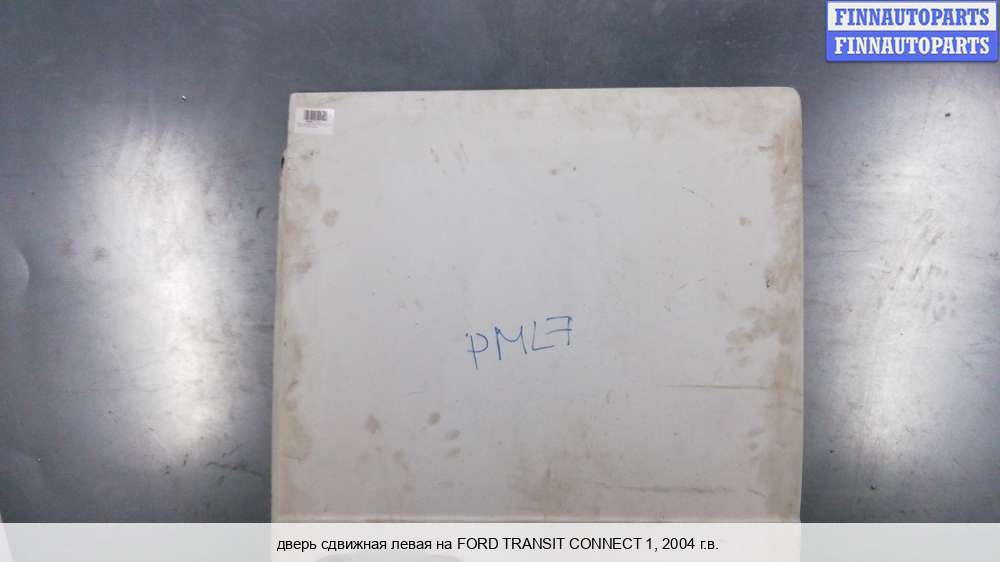 FINNAUTOPARTS
FINNAUTOPARTS
PML7
дверь сдвижная левая на FORD TRANSIT CONNECT 1, 2004 г.в.